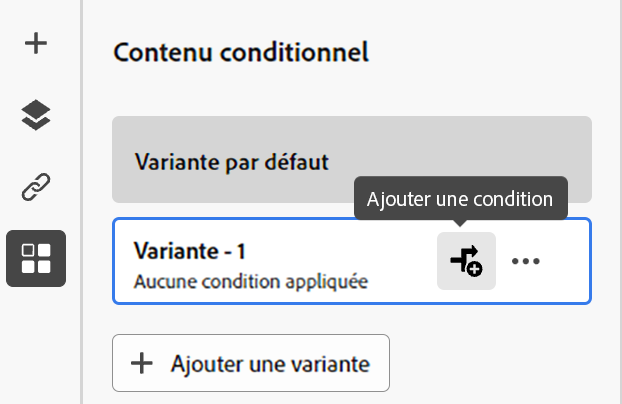 Contenu conditionnel
Variante par défaut
Ajouter une condition
Variante - 1
Aucune condition appliquée
Ajouter une variante